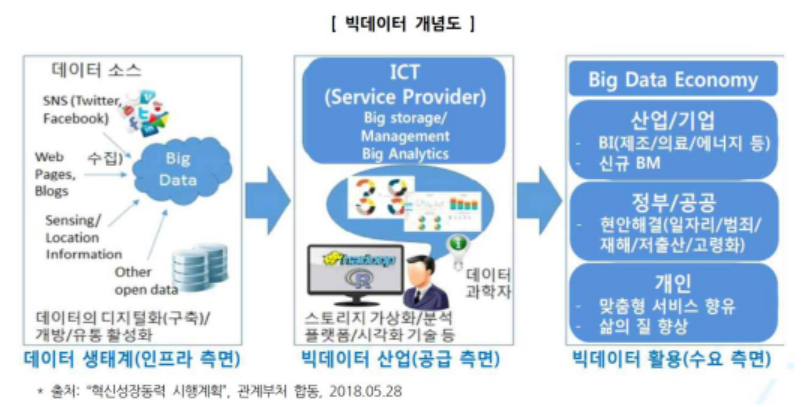 [ 빅데이터 개념도 ]
데이터 소스
SNS (Twitter,
Facebook)
Web
Pages,
Blogs
수집)
Big
Data
Sensing/
Location
Information
Other
open data
데이터의 디지털화(구축)/
개방/유통 활성화
데이터 생태계(인프라 측면)
ICT
(Service Provider)
Big storage/
Management
Big Analytics
hadoop
R
데이터
과학자
스토리지 가상화/분석
플랫폼/시각화 기술 등
빅데이터 산업(공급 측면)
Big Data Economy
산업/기업
- BI(제조/의료/에너지 등)
- 신규 BM
정부/공공
- 현안해결(일자리/범죄/
재해/저출산/고령화)
개인
- 맞춤형 서비스 향유
- 삶의 질 향상
빅데이터 활용(수요 측면)
* 출처: "혁신성장동력 시행계획", 관계부처 합동, 2018.05.28